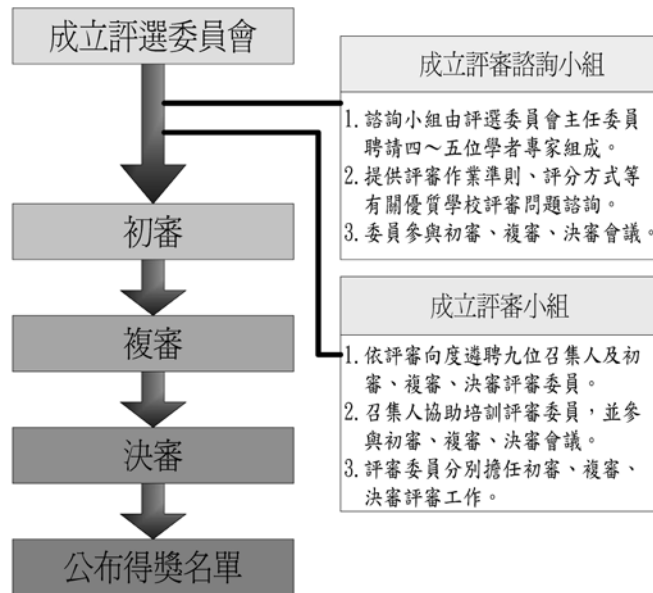 成立評選委員會
成立評審諮詢小組
1.諮詢小組由評選委員會主任委員
聘請四～五位學者專家組成。
2.提供評審作業準則、評分方式等
有關優質學校評審問題諮詢。
3.委員參與初審、複審、決審會議。
成立評審小組
1.依評審向度遴聘九位召集人及初
審、複審、決審評審委員。
2.召集人協助培訓評審委員，並參
與初審、複審、決審會議。
3.評審委員分別擔任初審、複審、
決審評審工作。
初審
複審
決審
公布得獎名單